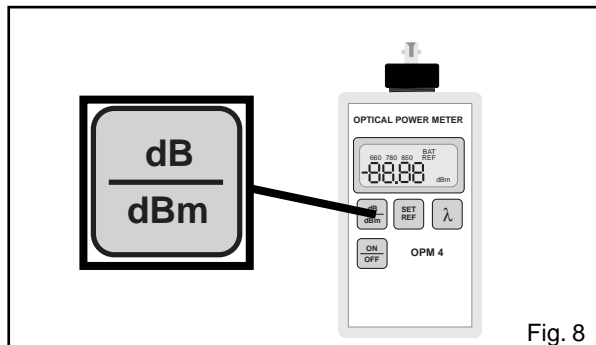 dB
dBm
OPTICAL POWER METER
BAT
660 780 850 REF
-88.88 dBm
dB
dBm
SET
REF
λ
ON
OFF
OPM 4
Fig. 8